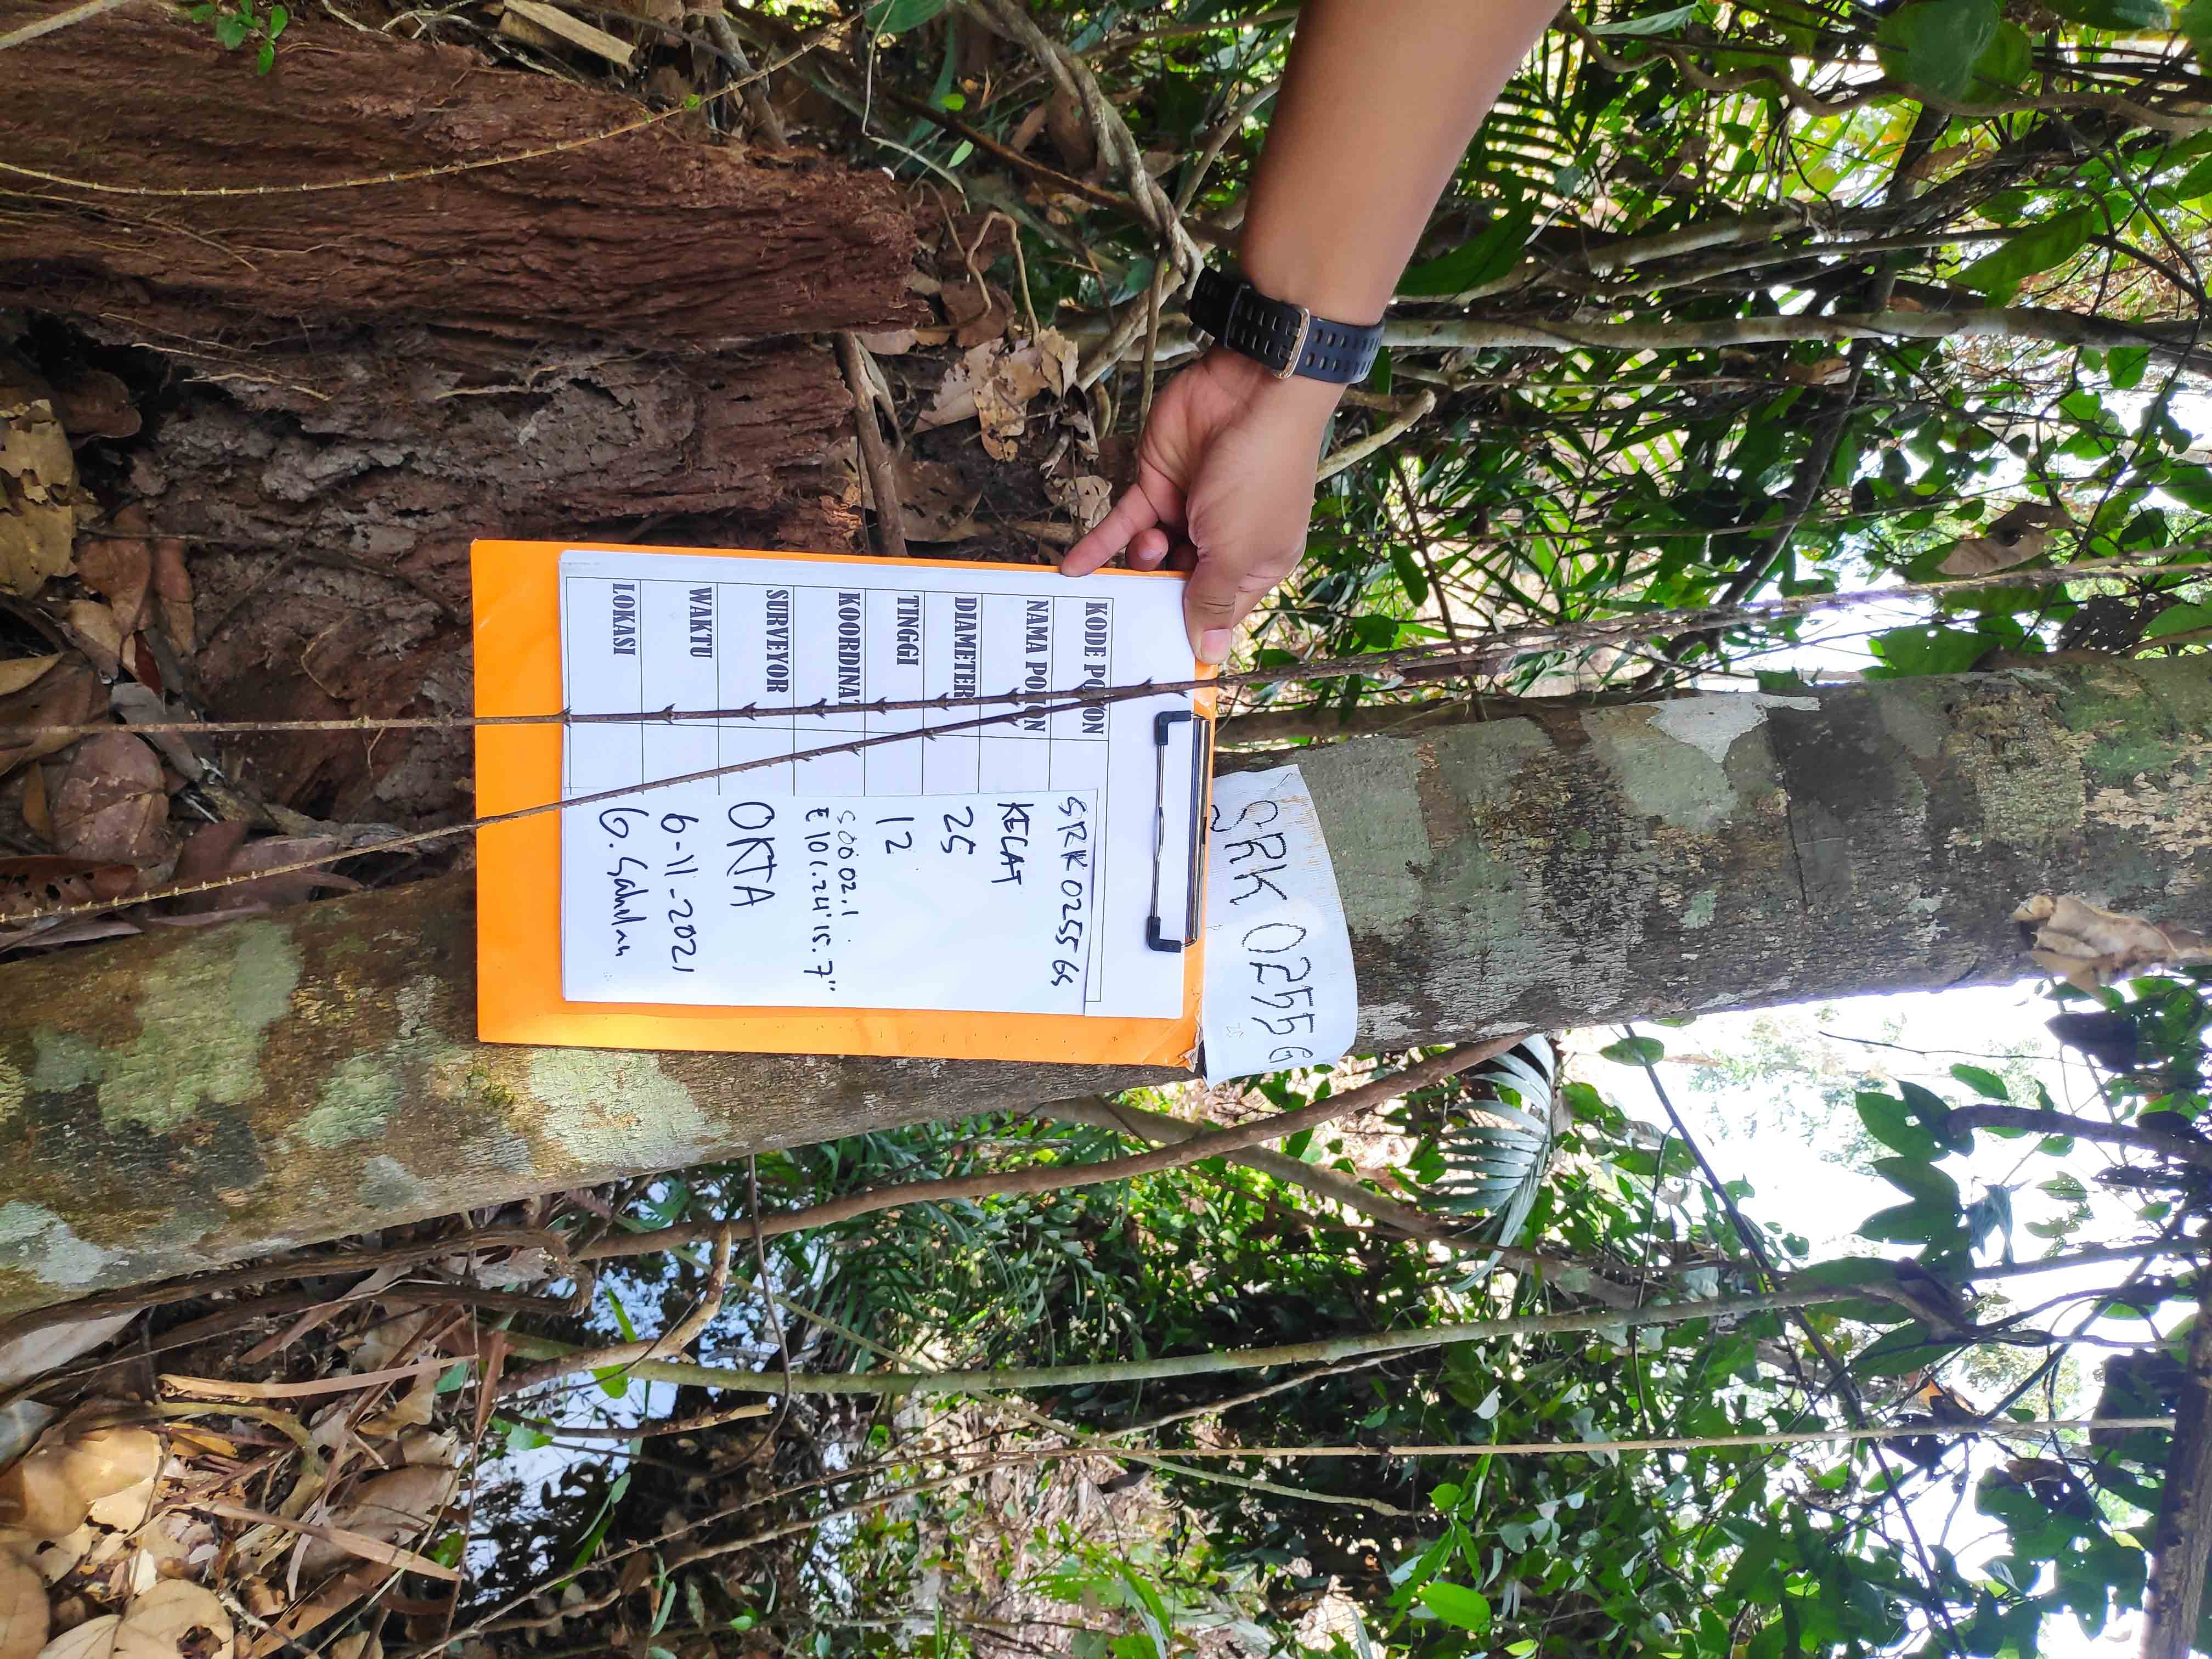 KODE POHON SRK 0255 GS
NAMA POHON KELAT
DIAMETER 25
TINGGI 12
KOORDINAT S 00.02.1
E 101.24'15.7"
SURVEYOR OKTA
WAKTU 6-11-2021
LOKASI G. Sahilan
SRK 0255 G